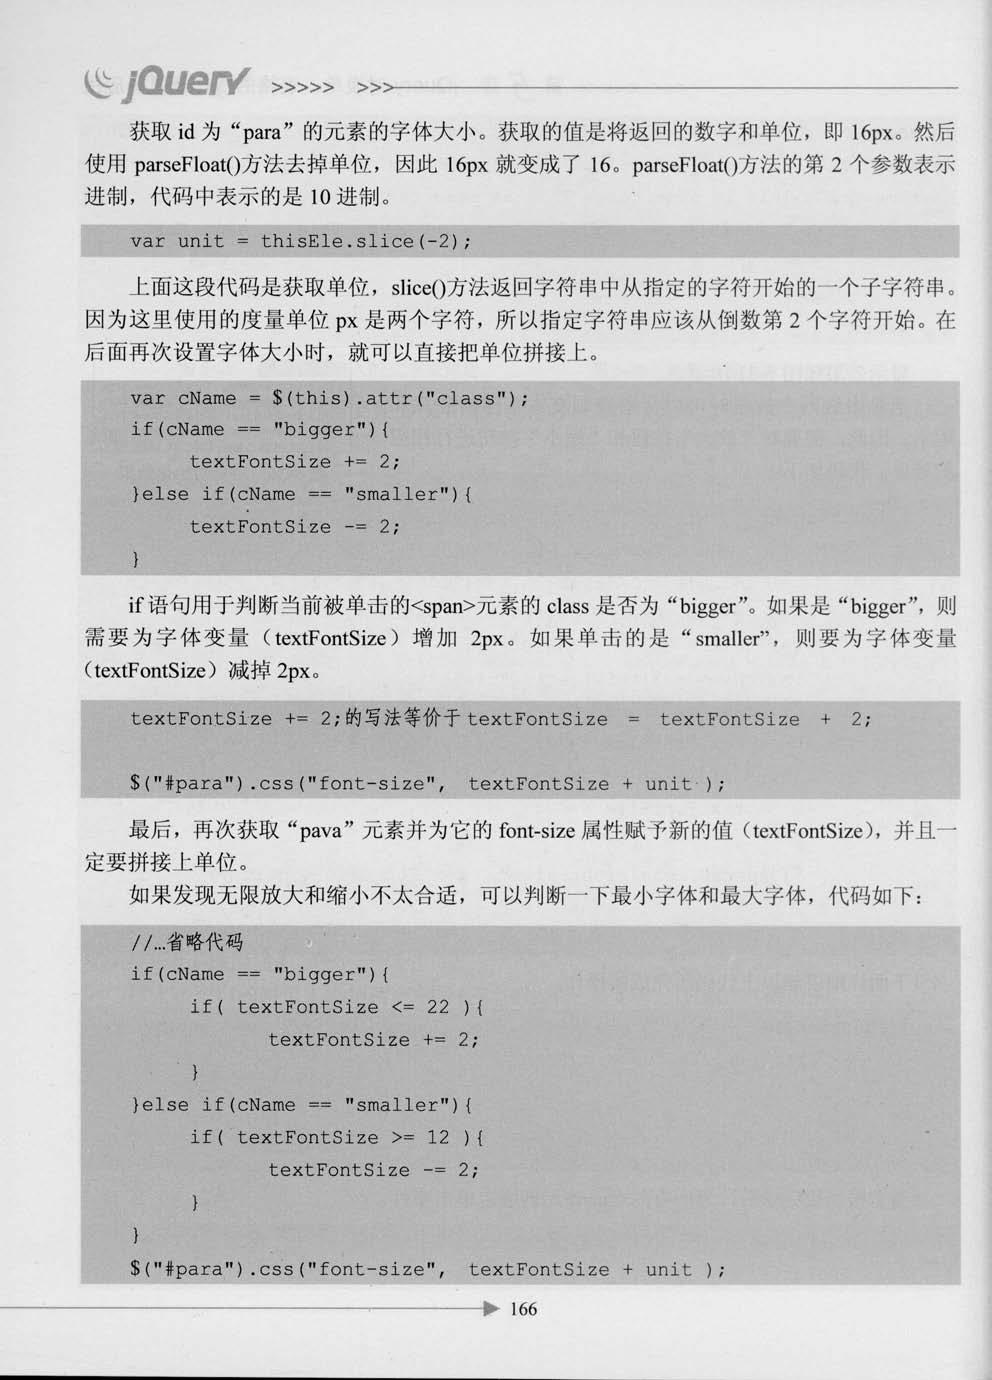 jQuery >>>>> >>>
获取 id 为“para”的元素的字体大小。获取的值是将返回的数字和单位，即 16px。然后
使用 parseFloat()方法去掉单位，因此 16px 就变成了 16。parseFloat()方法的第 2 个参数表示
进制，代码中表示的是 10 进制。
var unit = thisEle.slice(-2);
上面这段代码是获取单位，slice()方法返回字符串中从指定的字符开始的一个子字符串。
因为这里使用的度量单位 px 是两个字符，所以指定字符串应该从倒数第 2 个字符开始。在
后面再次设置字体大小时，就可以直接把单位拼接上。
var cName = $(this).attr("class");
if(cName == "bigger"){
textFontSize += 2;
}else if(cName == "smaller"){
textFontSize -= 2;
}
if 语句用于判断当前被单击的<span>元素的 class 是否为“bigger”。如果是“bigger”，则
需要为字体变量（textFontSize）增加 2px。如果单击的是“smaller”，则要为字体变量
（textFontSize）减掉 2px。
textFontSize += 2;的写法等价于 textFontSize = textFontSize + 2;
$("#para").css("font-size", textFontSize + unit );
最后，再次获取“pava”元素并为它的 font-size 属性赋予新的值（textFontSize），并且一
定要拼接上单位。
如果发现无限放大和缩小不太合适，可以判断一下最小字体和最大字体，代码如下：
//…省略代码
if(cName == "bigger"){
if( textFontSize <= 22 ){
textFontSize += 2;
}
}else if(cName == "smaller"){
if( textFontSize >= 12 ){
textFontSize -= 2;
}
}
$("#para").css("font-size", textFontSize + unit );
166